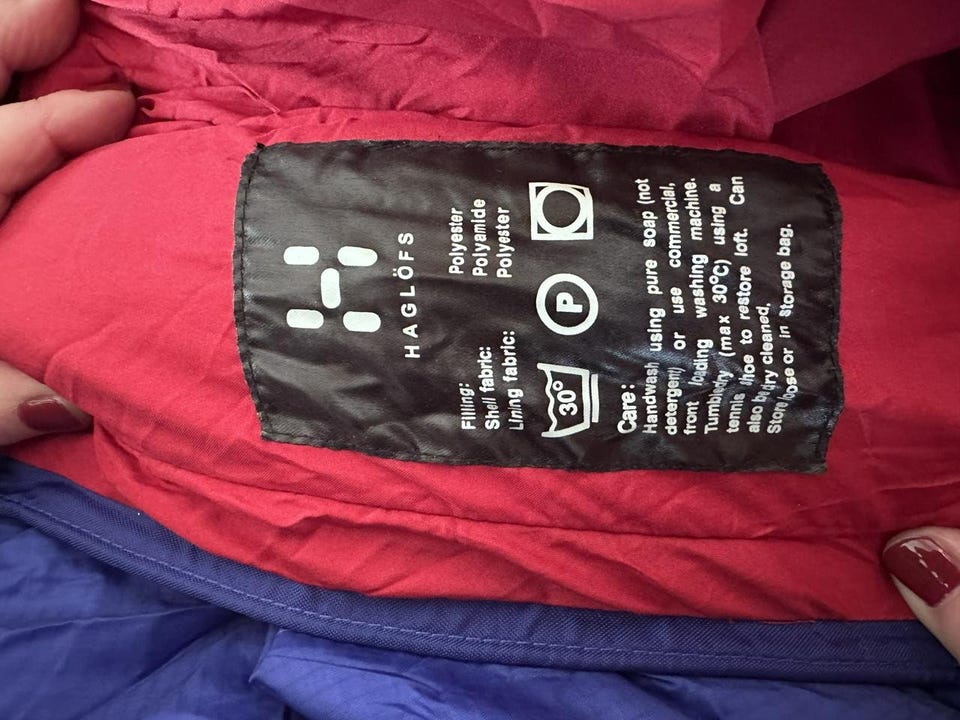 HAGLÖFS
Filling: Polyester
Shell fabric: Polyamide
Lining fabric: Polyester
30°
P
Care:
Handwash using pure soap (not
detergent) or use commercial,
front loading washing machine.
Tumbledry (max 30°C) using a
tennis shoe to restore loft. Can
also be dry cleaned.
Store loose or in storage bag.